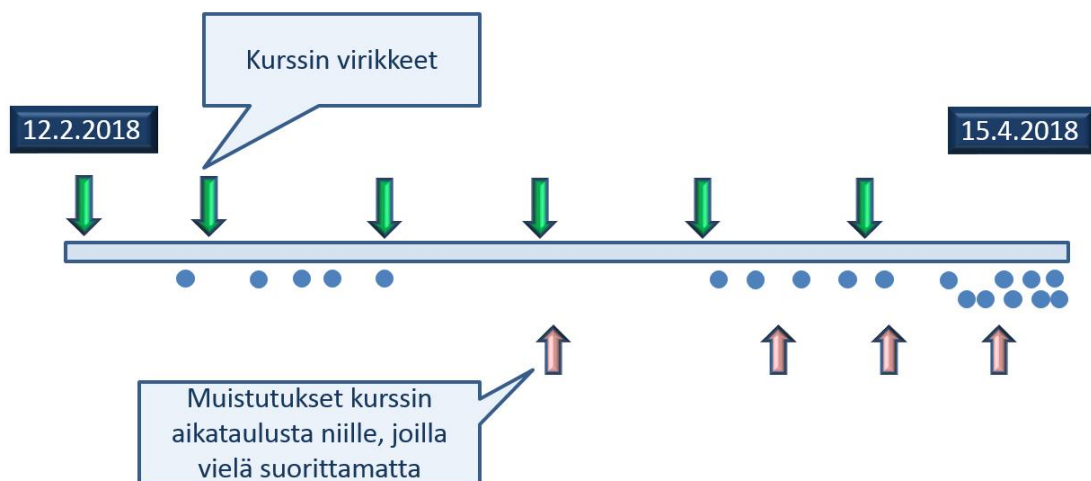 Kurssin virikkeet
12.2.2018
15.4.2018
Muistutukset kurssin
aikataulusta niille, joilla
vielä suorittamatta